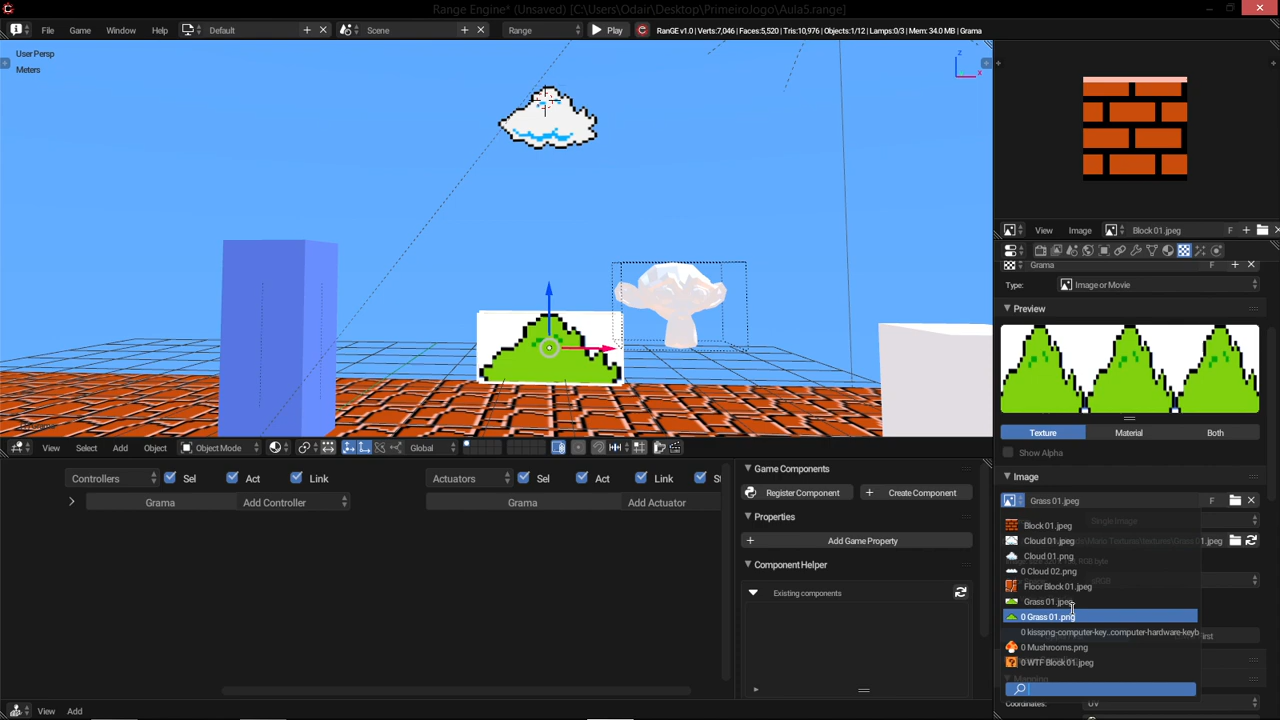 Range Engine* (Unsaved) [C:\Users\Odair\Desktop\PrimeiroJogo\Aula5.range]
File Game Window Help Default Scene Range Play RanGE v1.0 | Verts:7,046 | Faces:5,520 | Tris:10,976 | Objects:1/12 | Lamps:0/3 | Mem: 34.0 MB | Grama
User Persp
Meters
z
x
View Image Block 01.jpeg F
Grama F
Type: Image or Movie
Preview
Texture Material Both
Show Alpha
Image
Grass 01.jpeg F
Block 01.jpeg Single Image
Cloud 01.jpeg
Cloud 01.png
0 Cloud 02.png
Floor Block 01.jpeg
Grass 01.jpeg
0 Grass 01.png
0 kisspng-computer-key..computer-hardware-keyb
0 Mushrooms.png
0 WTF Block 01.jpeg
Mapping
Coordinates: UV
View Select Add Object Object Mode Global
Controllers Sel Act Link Actuators Sel Act Link
Grama Add Controller Grama Add Actuator
Game Components
Register Component Create Component
Properties
Add Game Property
Component Helper
Existing components
View Add